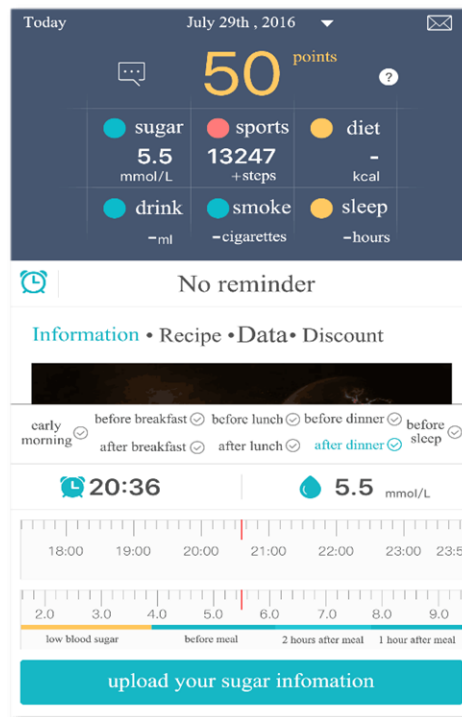 Today July 29th , 2016
50 points
?
sugar sports diet
5.5 13247 -
mmol/L +steps kcal
drink smoke sleep
-ml -cigarettes -hours
No reminder
Information • Recipe •Data• Discount
early morning before breakfast before lunch before dinner before sleep
after breakfast after lunch after dinner
20:36 5.5 mmol/L
18:00 19:00 20:00 21:00 22:00 23:00 23:5
2.0 3.0 4.0 5.0 6.0 7.0 8.0 9.0
low blood sugar before meal 2 hours after meal 1 hour after meal
upload your sugar infomation